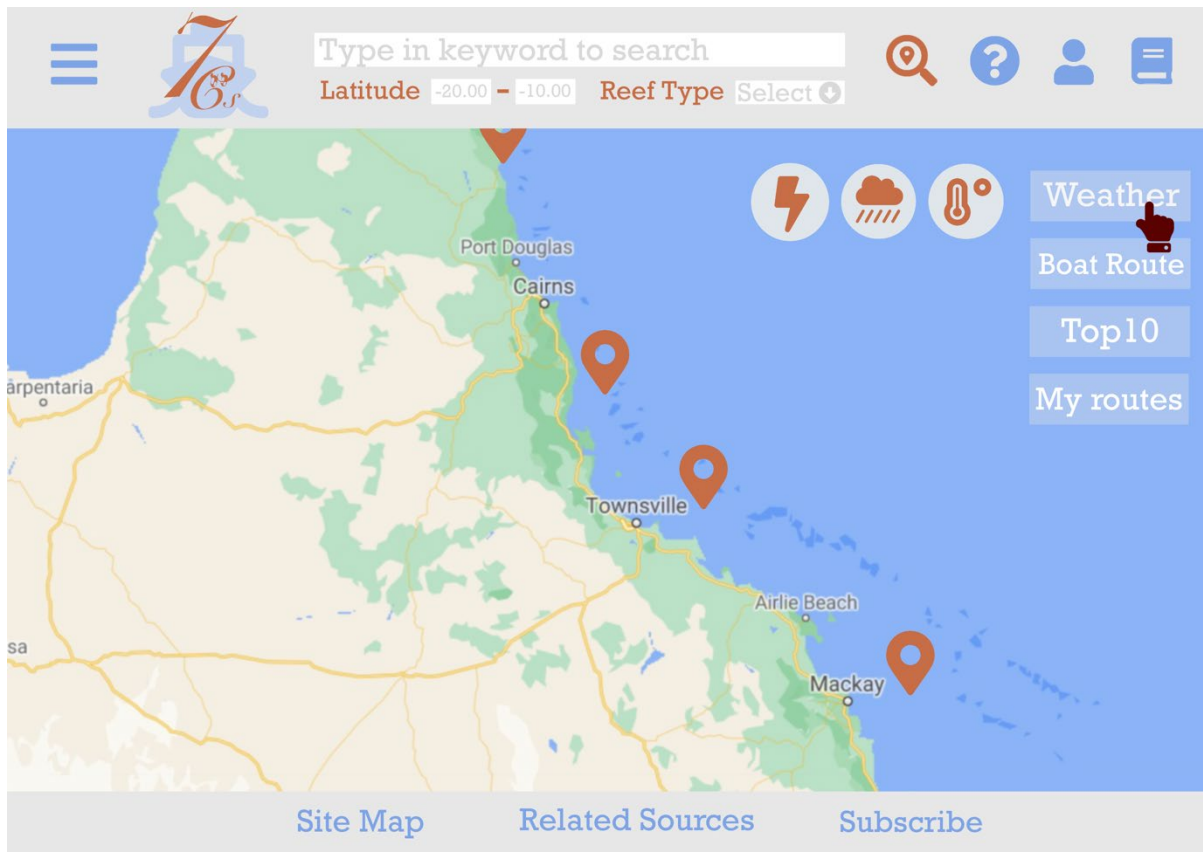 7Cs
Type in keyword to search
Latitude -20.00 - -10.00 Reef Type Select
?
Weather
Boat Route
Top10
My routes
Port Douglas
Cairns
arpentaria
Townsville
Airlie Beach
sa
Mackay
Site Map Related Sources Subscribe